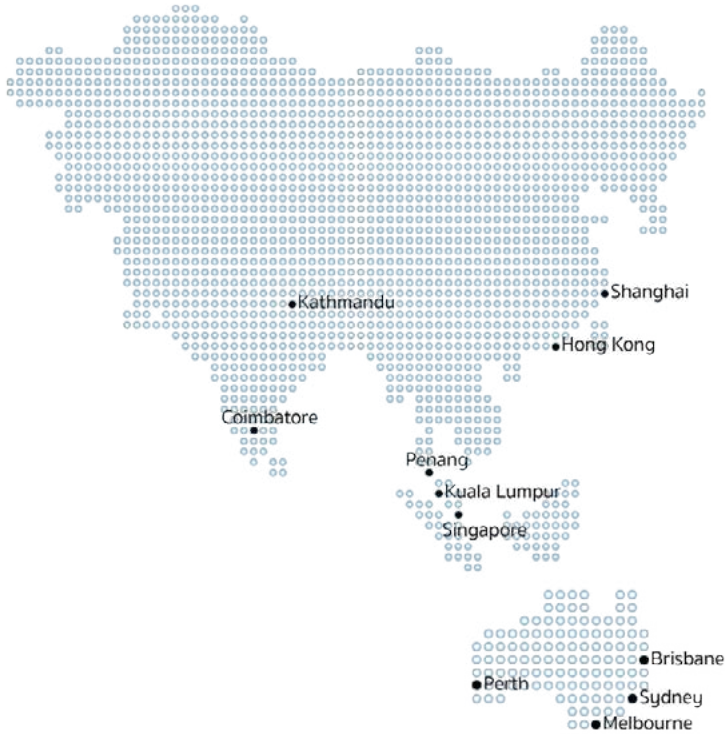 Shanghai
Kathmandu
Hong Kong
Coimbatore
Penang
Kuala Lumpur
Singapore
Brisbane
Perth
Sydney
Melbourne